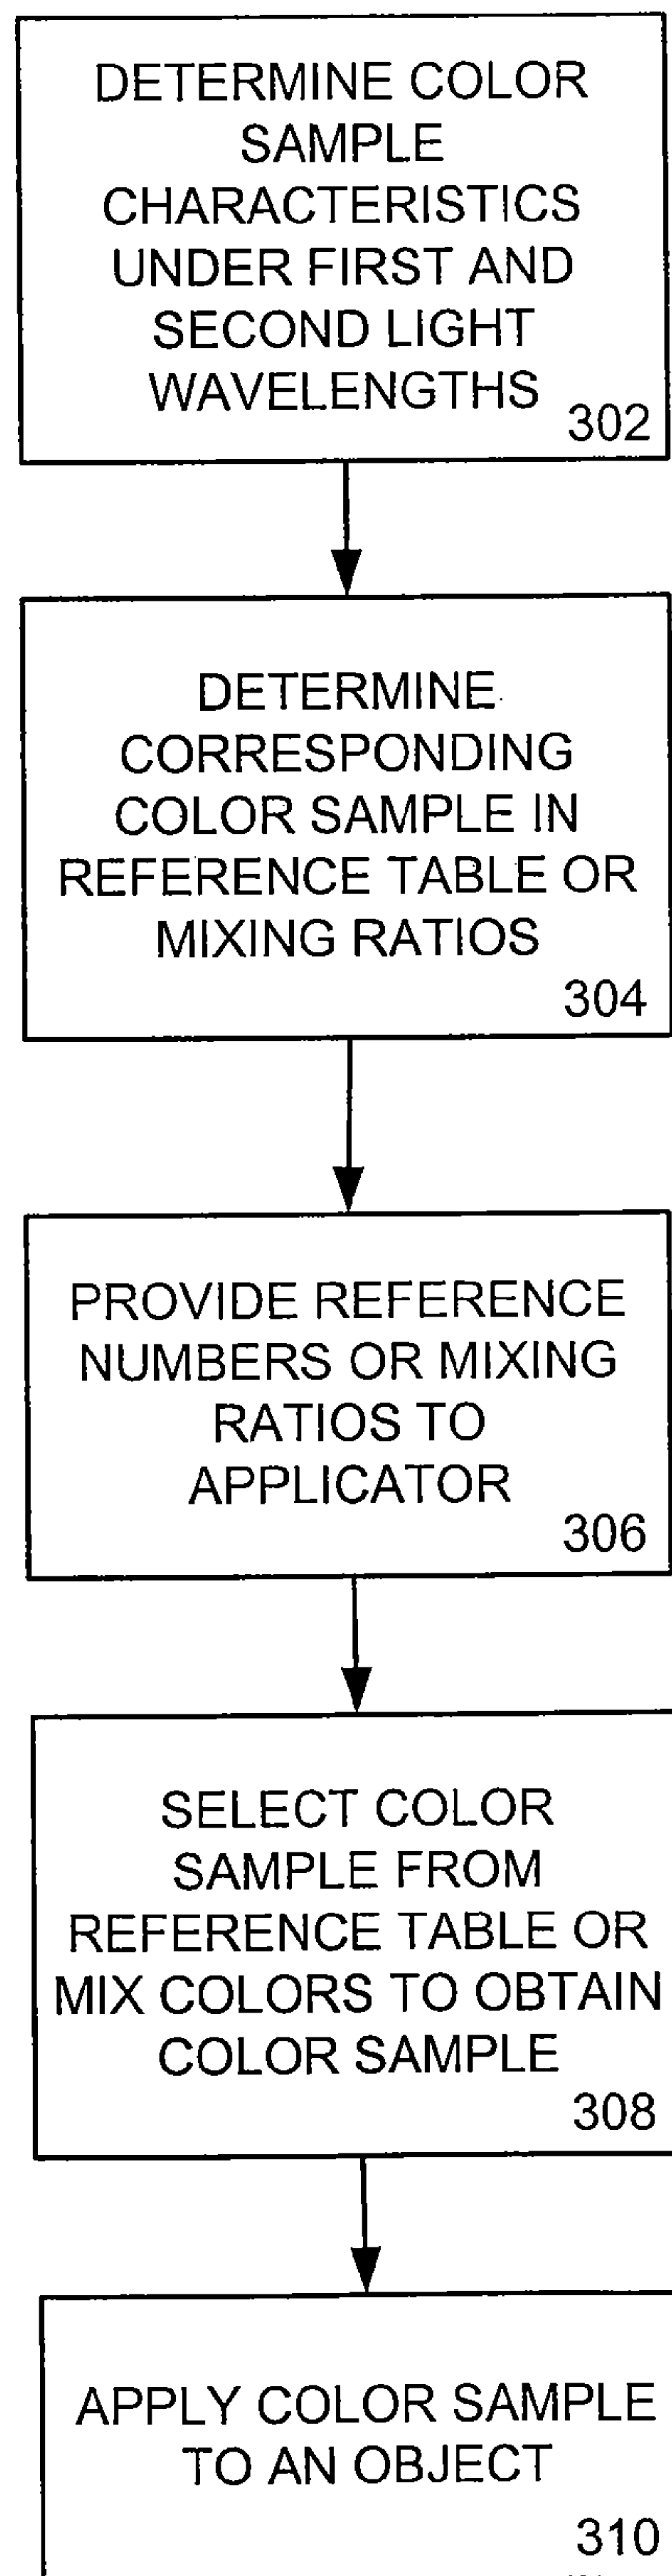 DETERMINE COLOR
SAMPLE
CHARACTERISTICS
UNDER FIRST AND
SECOND LIGHT
WAVELENGTHS
302
DETERMINE
CORRESPONDING
COLOR SAMPLE IN
REFERENCE TABLE OR
MIXING RATIOS
304
PROVIDE REFERENCE
NUMBERS OR MIXING
RATIOS TO
APPLICATOR
306
SELECT COLOR
SAMPLE FROM
REFERENCE TABLE OR
MIX COLORS TO OBTAIN
COLOR SAMPLE
308
APPLY COLOR SAMPLE
TO AN OBJECT
310